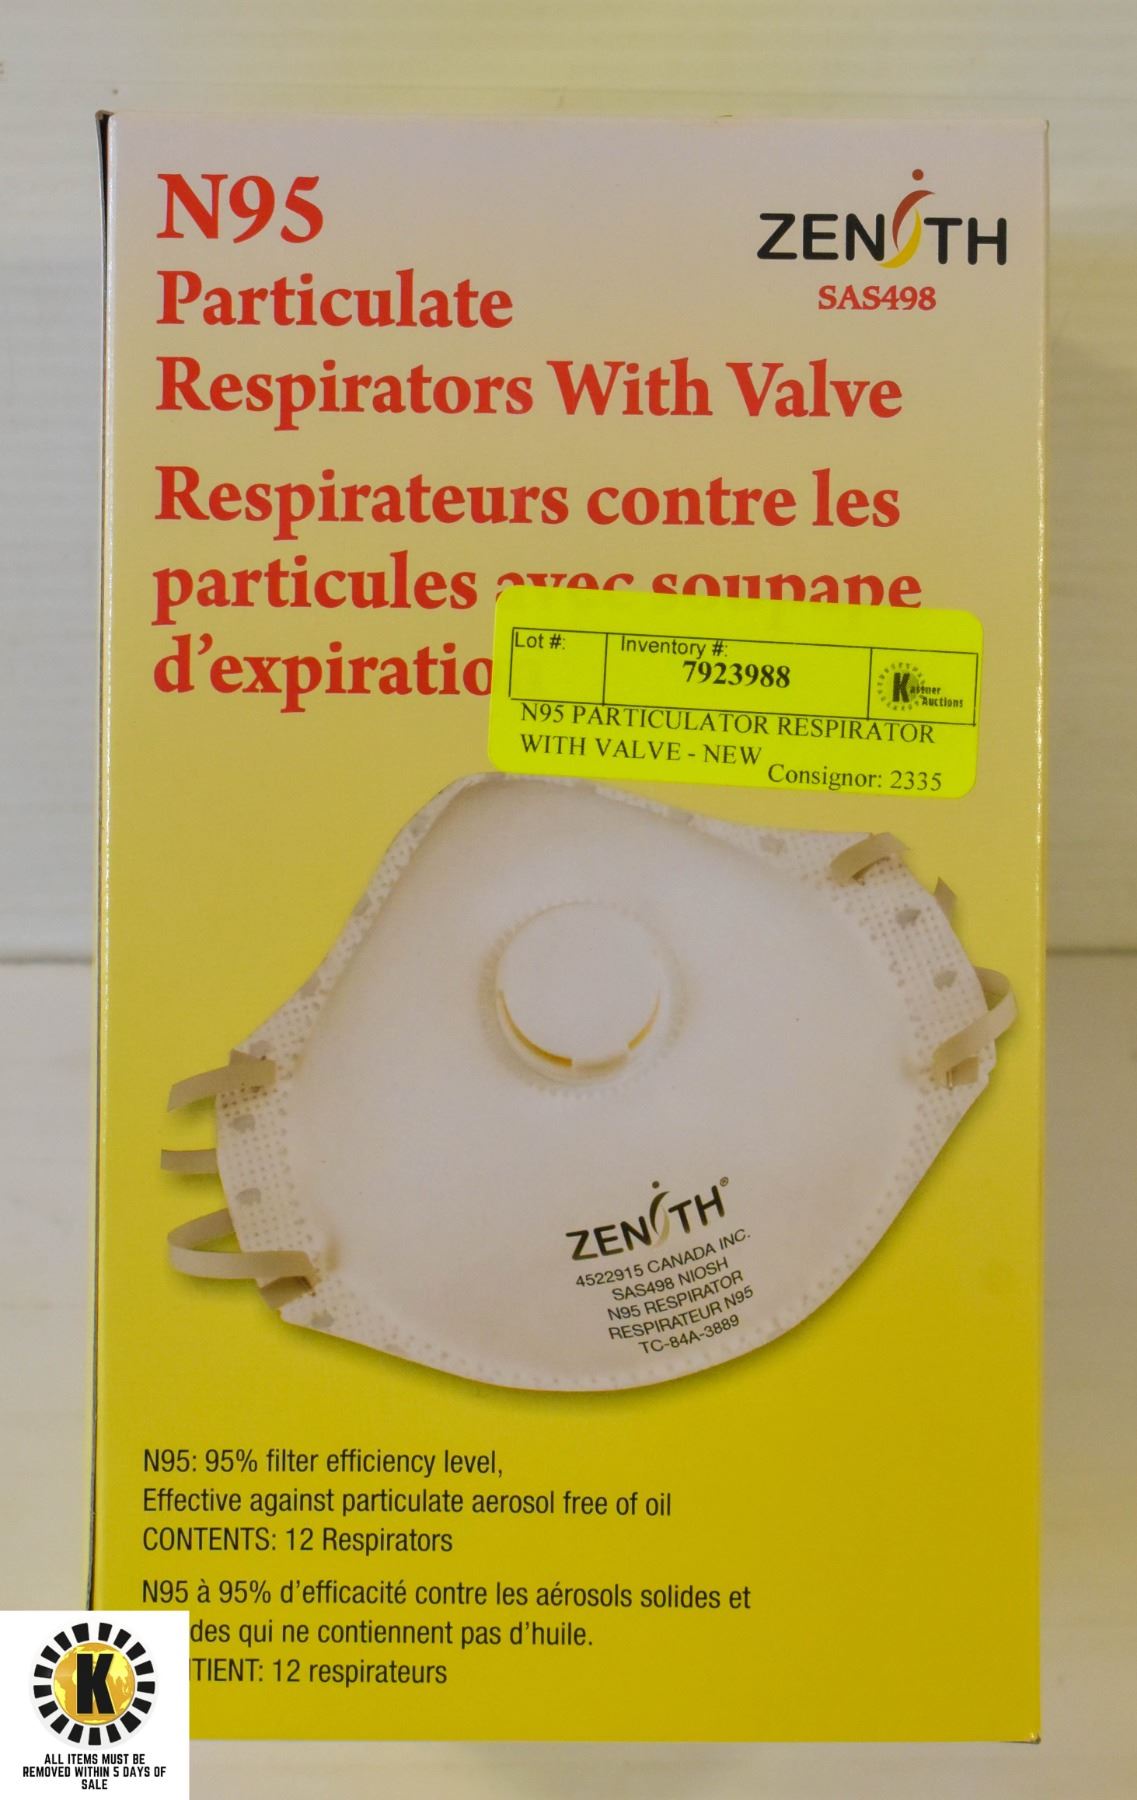 N95
Particulate
Respirators With Valve
ZENITH
SAS498
Respirateurs contre les
particules avec soupape
d'expiratio
Lot #:
Inventory #:
7923988
Kastner
Auctions
N95 PARTICULATOR RESPIRATOR
WITH VALVE - NEW
Consignor: 2335
ZENITH®
4522915 CANADA INC.
SAS498 NIOSH
N95 RESPIRATOR
RESPIRATEUR N95
TC-84A-3889
N95: 95% filter efficiency level,
Effective against particulate aerosol free of oil
CONTENTS: 12 Respirators
N95 à 95% d'efficacité contre les aérosols solides et
des qui ne contiennent pas d'huile.
TIENT: 12 respirateurs
K
ALL ITEMS MUST BE
REMOVED WITHIN 5 DAYS OF
SALE